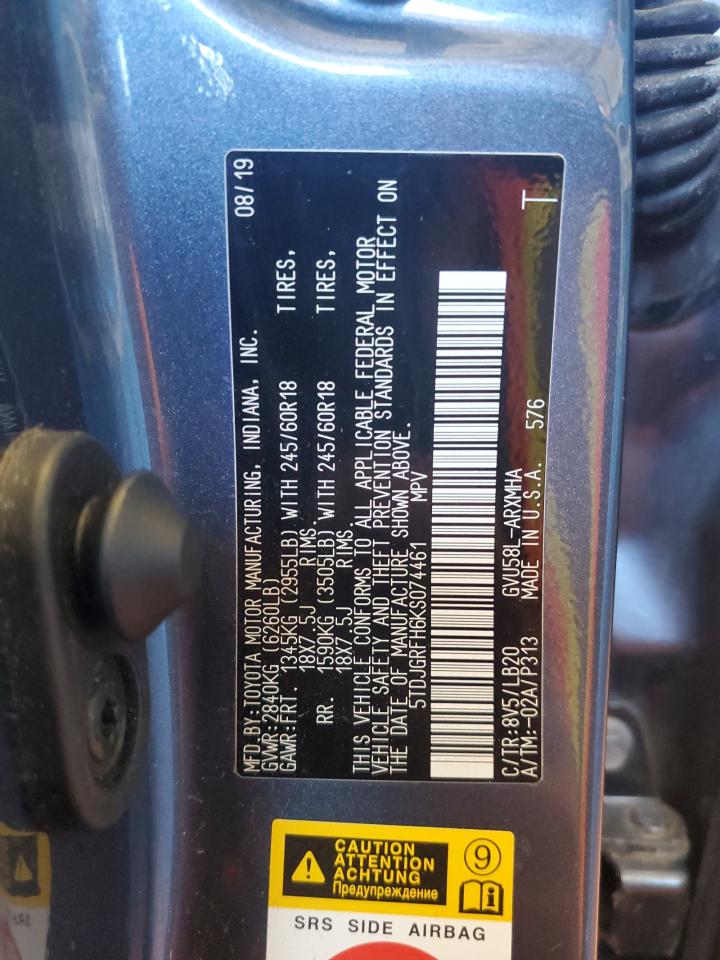 MFD.BY:TOYOTA MOTOR MANUFACTURING, INDIANA, INC. 08/19
GVWR:2840KG (6260LB)
GAWR:FRT. 1345KG (2955LB) WITH 245/60R18 TIRES,
18X7.5J RIMS.
RR. 1590KG (3505LB) WITH 245/60R18 TIRES,
18X7.5J RIMS
THIS VEHICLE CONFORMS TO ALL APPLICABLE FEDERAL MOTOR
VEHICLE SAFETY AND THEFT PREVENTION STANDARDS IN EFFECT ON
THE DATE OF MANUFACTURE SHOWN ABOVE.
5TDJGRFH6KS074461 MPV
C/TR:8V5/LB20 GVU58L-ARXMHA
A/TM:-02A/P313 MADE IN U.S.A. 576 T
CAUTION
ATTENTION
ACHTUNG
Предупреждение
9
SRS SIDE AIRBAG